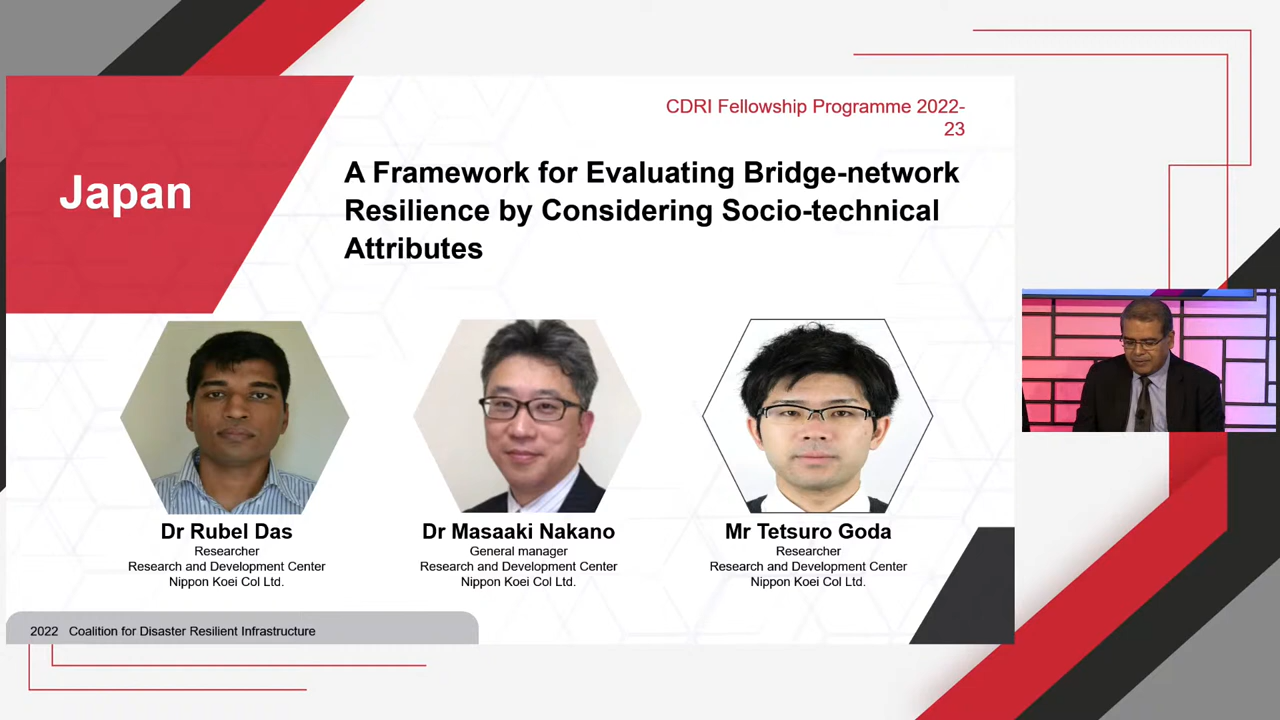 CDRI Fellowship Programme 2022-
23
Japan
A Framework for Evaluating Bridge-network
Resilience by Considering Socio-technical
Attributes
Dr Rubel Das
Researcher
Research and Development Center
Nippon Koei Col Ltd.
Dr Masaaki Nakano
General manager
Research and Development Center
Nippon Koei Col Ltd.
Mr Tetsuro Goda
Researcher
Research and Development Center
Nippon Koei Col Ltd.
2022 Coalition for Disaster Resilient Infrastructure